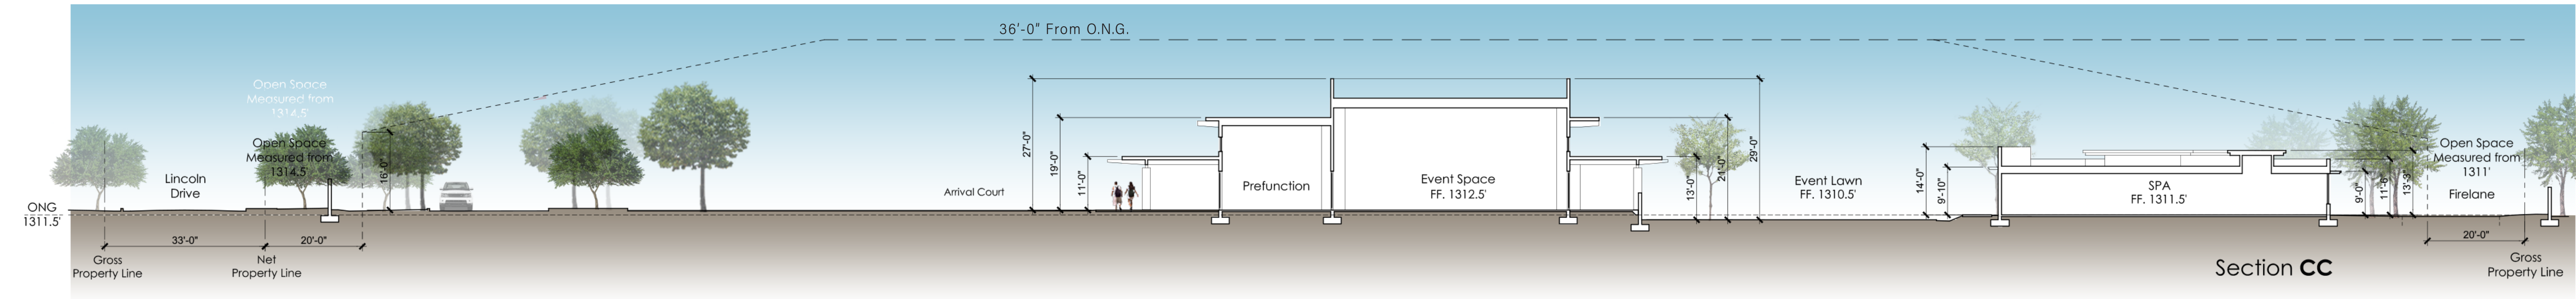 36'-0" From O.N.G.
Open Space
Measured from
1314.5'
Open Space
Measured from
1314.5'
16'-0"
Lincoln
Drive
ONG
1311.5'
33'-0"
20'-0"
Gross
Property Line
Net
Property Line
Arrival Court
27'-0"
19'-0"
11'-0"
Prefunction
Event Space
FF. 1312.5'
13'-0"
21'-0"
29'-0"
Event Lawn
FF. 1310.5'
14'-0"
9'-10"
SPA
FF. 1311.5'
9'-0"
13'-3"
Open Space
Measured from
1311'
Firelane
20'-0"
Gross
Property Line
Section CC